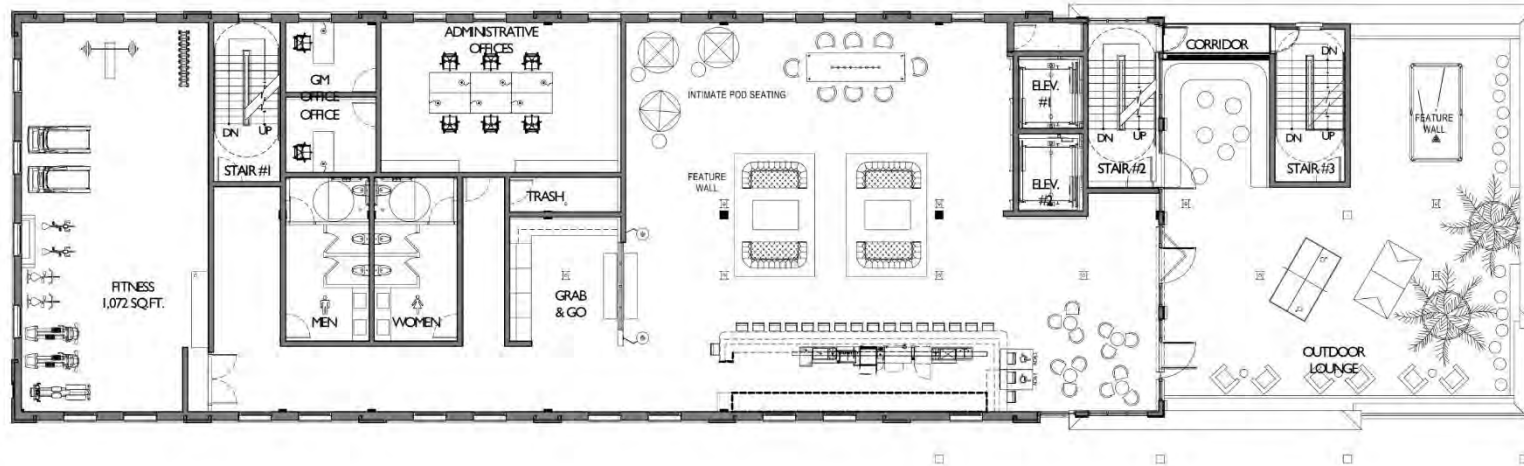 ADMINISTRATIVE
OFFICES
GM
OFFICE
OFFICE
DN
UP
STAIR #1
INTIMATE POD SEATING
ELEV.
#1
ELEV.
#2
DN
UP
STAIR #2
CORRIDOR
DN
DN
UP
STAIR #3
FEATURE
WALL
FEATURE
WALL
TRASH
FITNESS
1,072 SQ.FT.
MEN
WOMEN
GRAB
& GO
OUTDOOR
LOUNGE